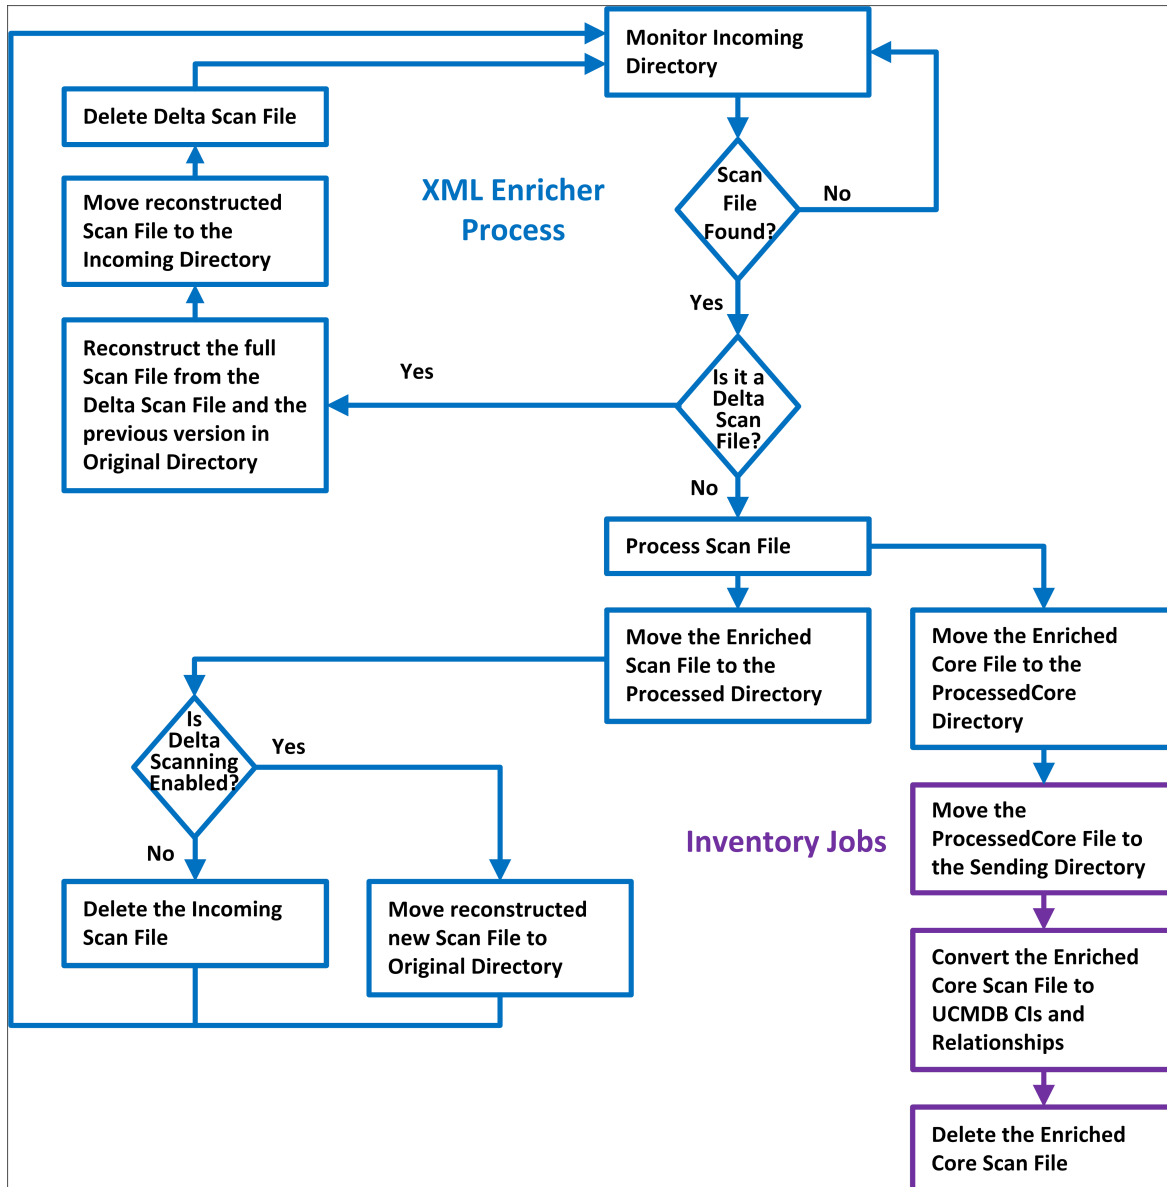 Monitor Incoming
Directory
Delete Delta Scan File
Scan
File
Found?
No
XML Enricher
Process
Move reconstructed
Scan File to the
Incoming Directory
Yes
Reconstruct the full
Scan File from the
Delta Scan File and the
previous version in
Original Directory
Yes
Is it a
Delta
Scan
File?
No
Process Scan File
Move the Enriched
Scan File to the
Processed Directory
Move the Enriched
Core File to the
ProcessedCore
Directory
Is
Delta
Scanning
Enabled?
Yes
No
Inventory Jobs
Move the
ProcessedCore File to
the Sending Directory
Delete the Incoming
Scan File
Move reconstructed
new Scan File to
Original Directory
Convert the Enriched
Core Scan File to
UCMDB CIs and
Relationships
Delete the Enriched
Core Scan File